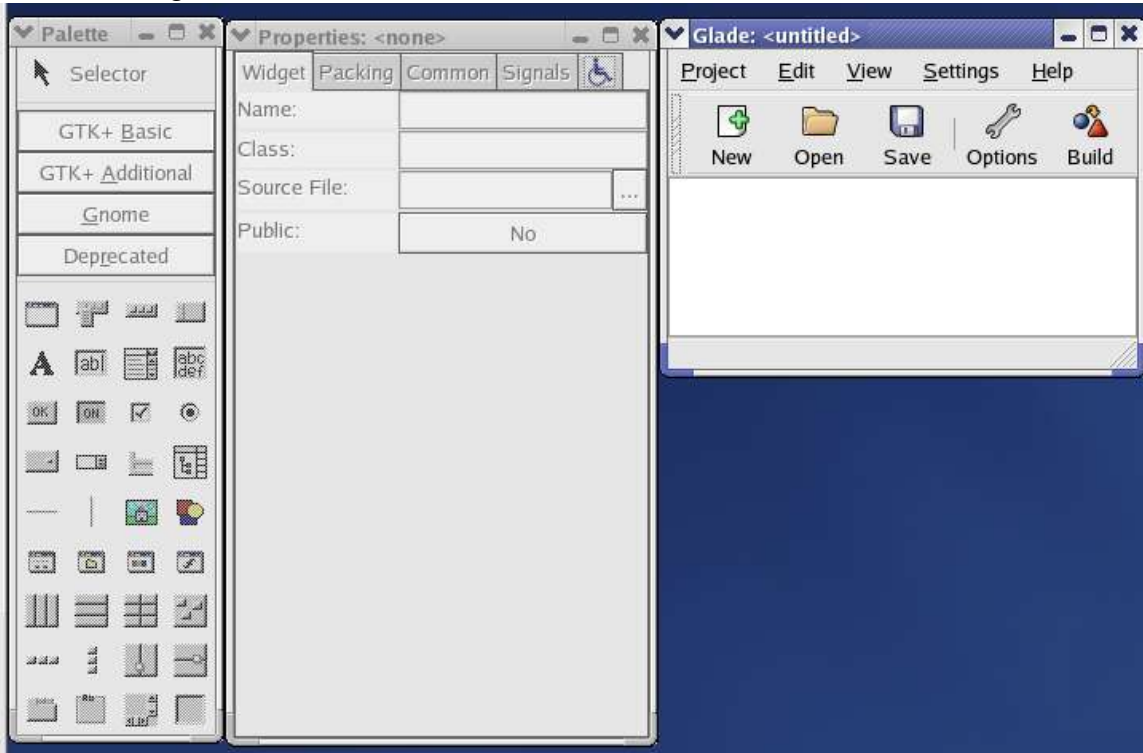 Palette
Selector
GTK+ Basic
GTK+ Additional
Gnome
Deprecated
A
abl
abc
def
OK
ON
Properties: <none>
Widget Packing Common Signals
Name:
Class:
Source File:
...
Public:
No
Glade: <untitled>
Project Edit View Settings Help
New Open Save Options Build